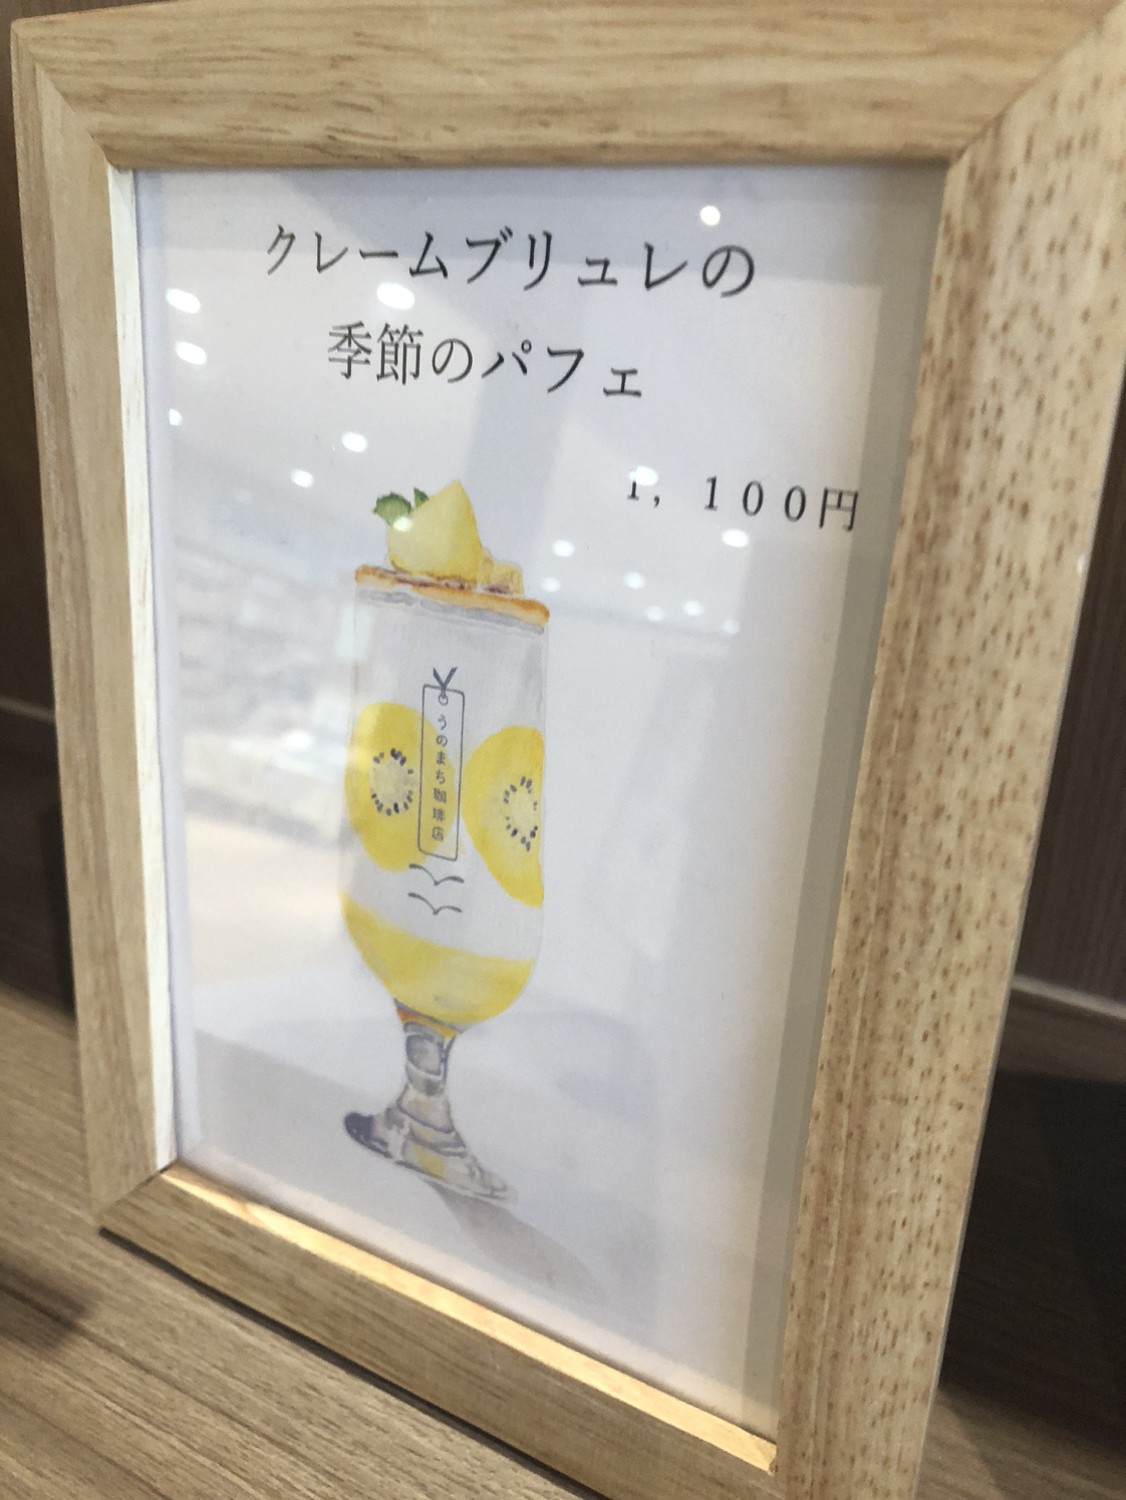 クレームブリュレの
季節のパフェ
1，100円
うのまち珈琲店